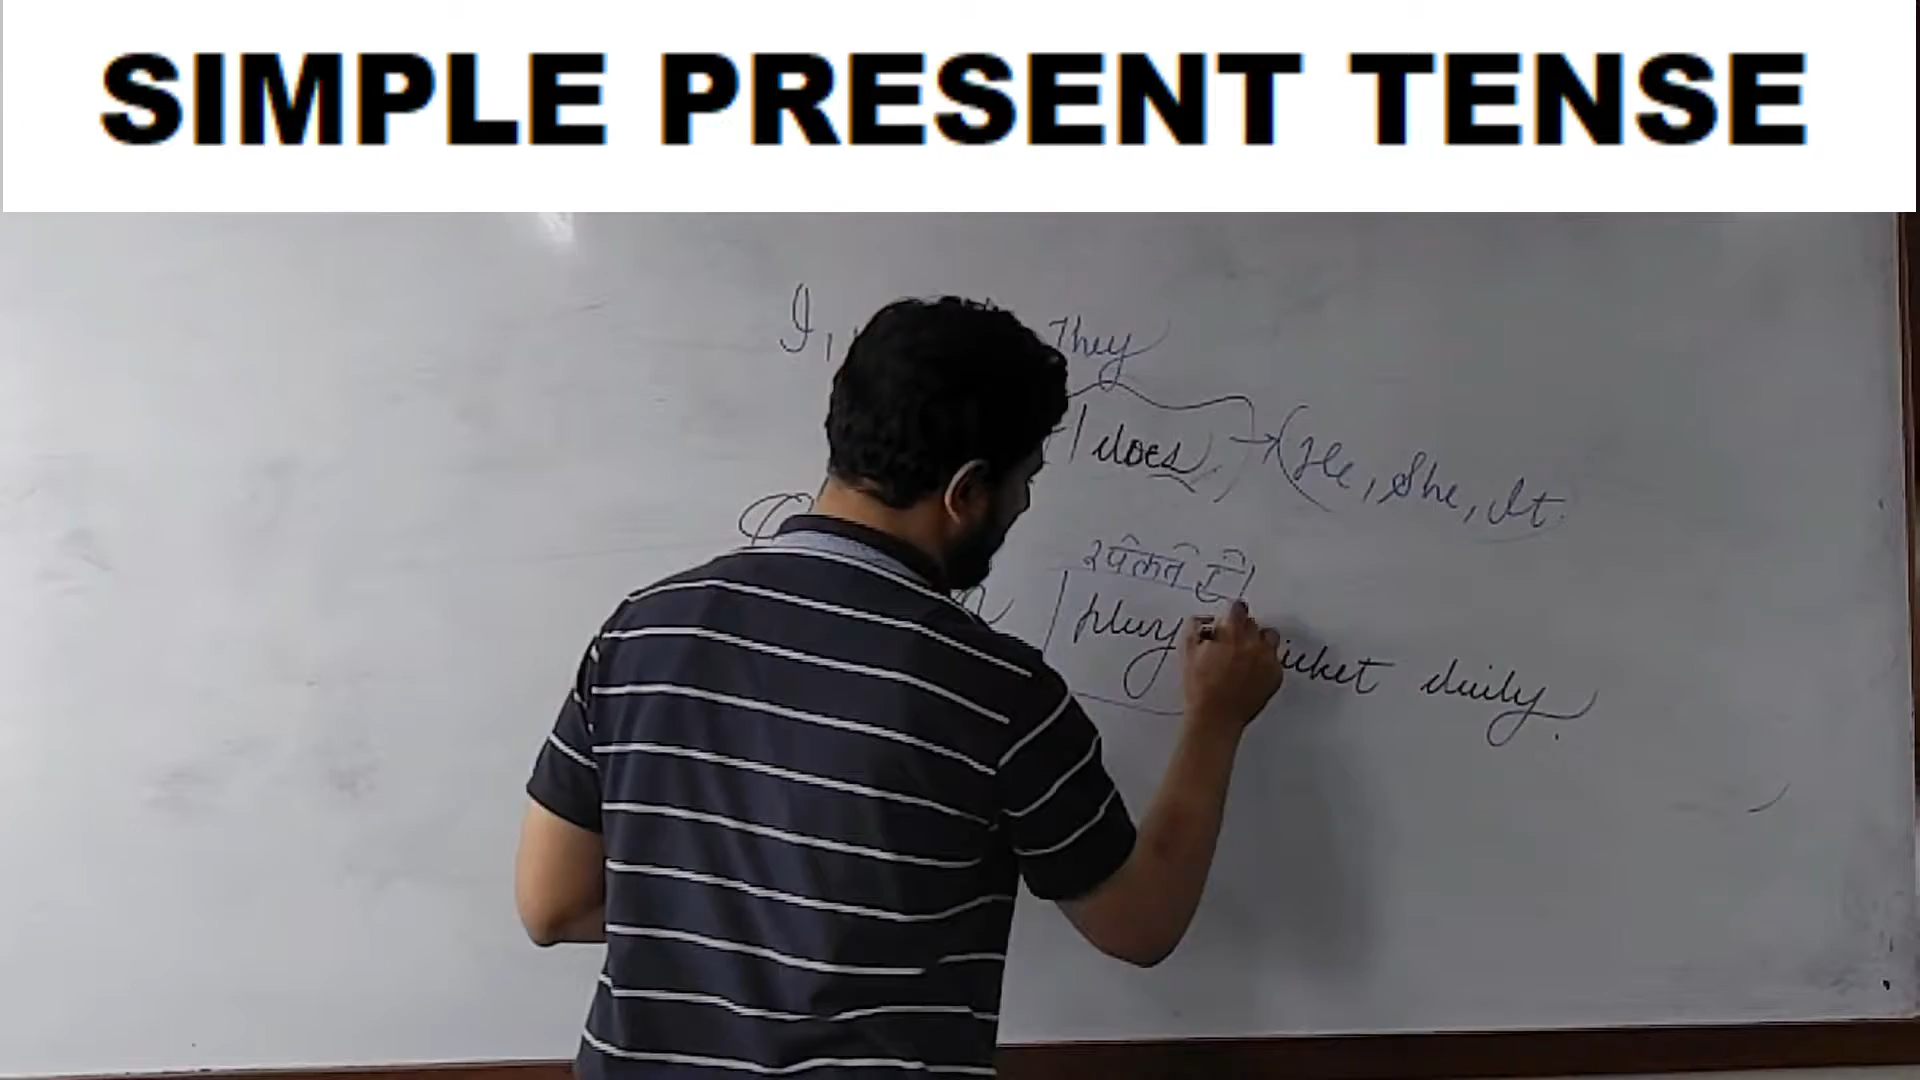 SIMPLE PRESENT TENSE
I, They
does → (He, She, It
खेलते हैं
play cricket daily.